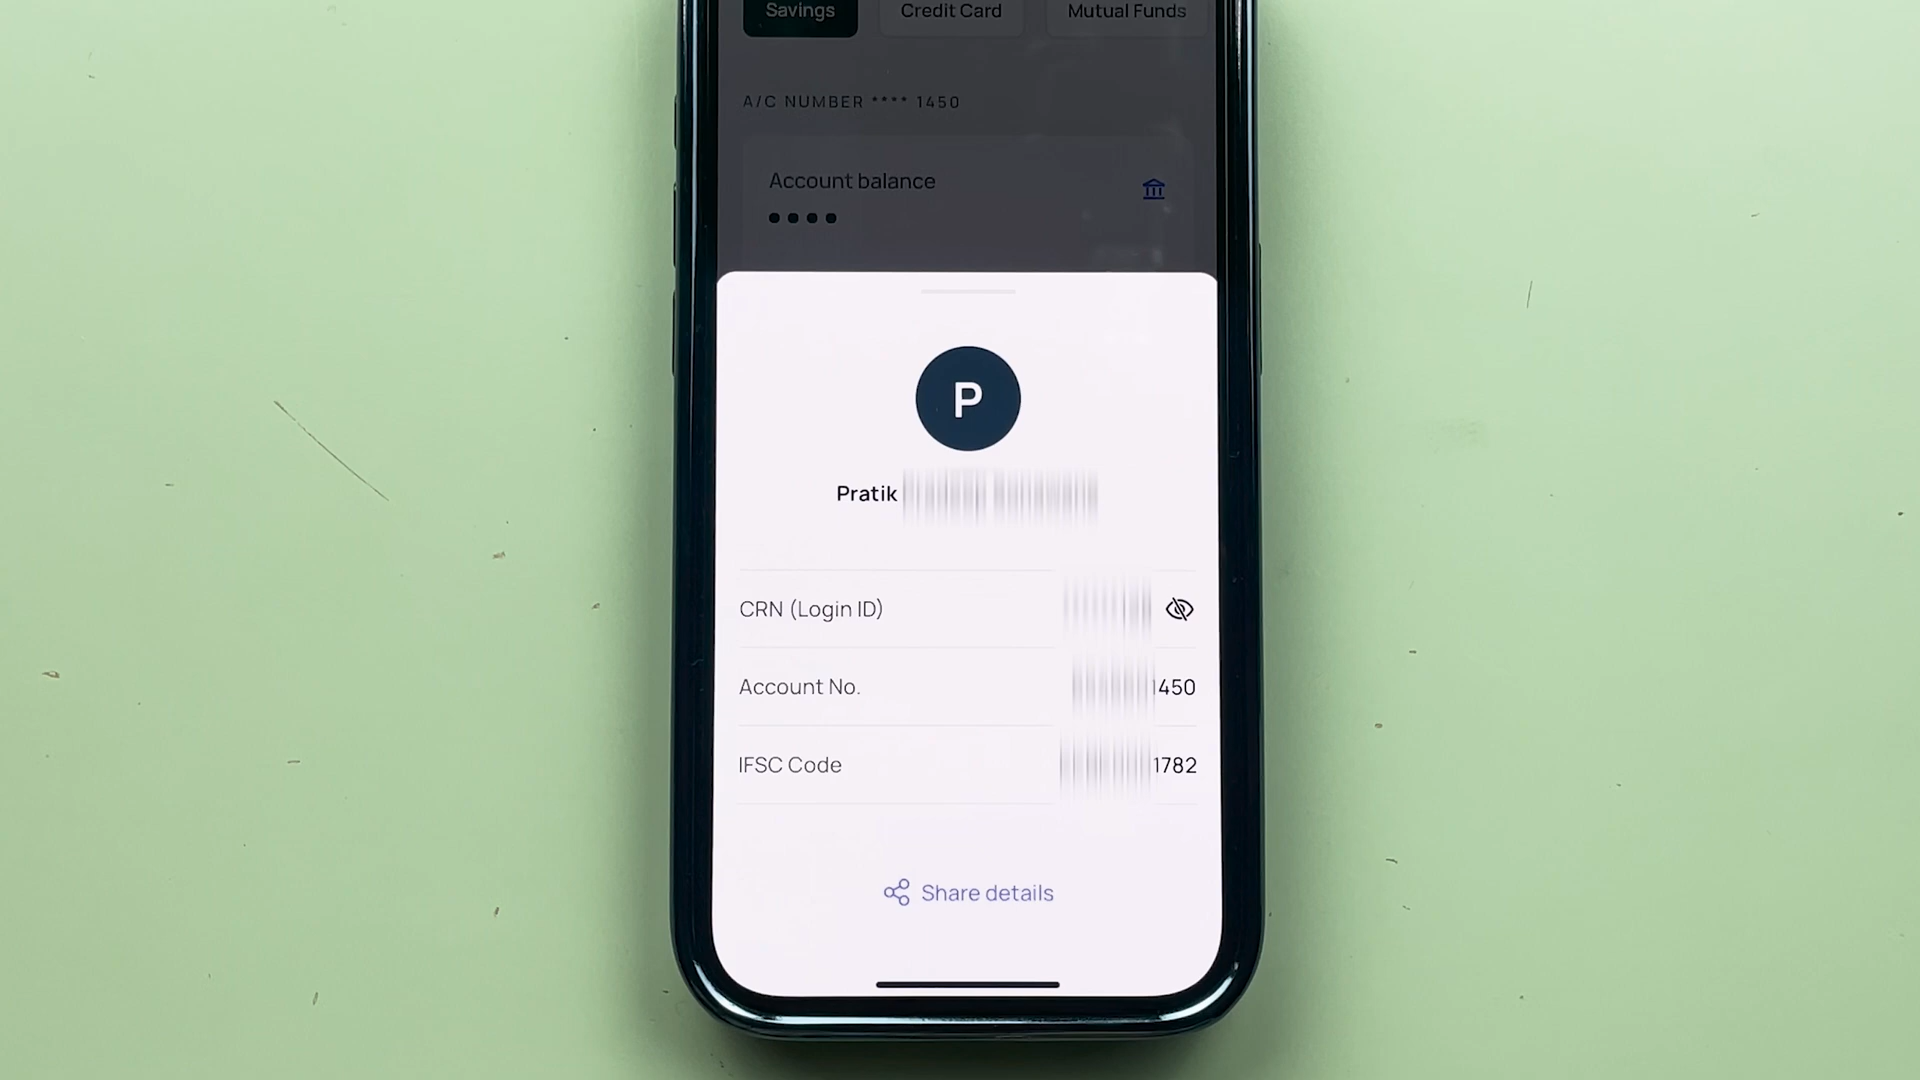 Savings Credit Card Mutual Funds
A/C NUMBER **** 1450
Account balance
P
Pratik
CRN (Login ID)
Account No. 1450
IFSC Code 1782
Share details